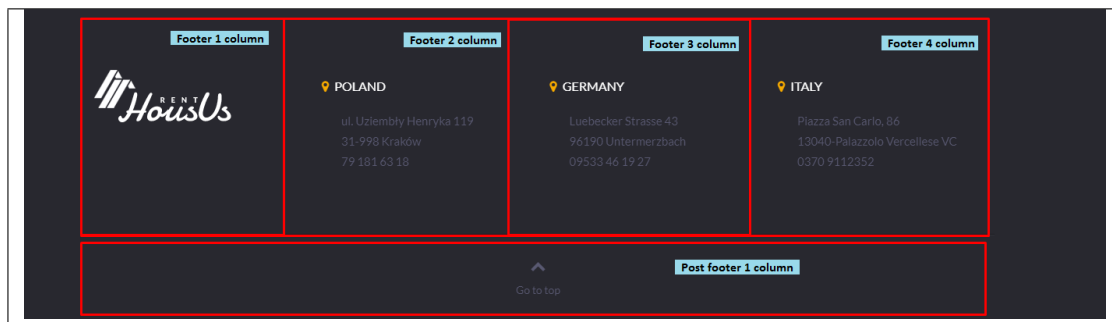 Footer 1 column
RENT
HousUs
Footer 2 column
POLAND
ul. Uziembły Henryka 119
31-998 Kraków
79 181 63 18
Footer 3 column
GERMANY
Luebecker Strasse 43
96190 Untermerzbach
09533 46 19 27
Footer 4 column
ITALY
Piazza San Carlo, 86
13040-Palazzolo Vercellese VC
0370 9112352
Post footer 1 column
Go to top